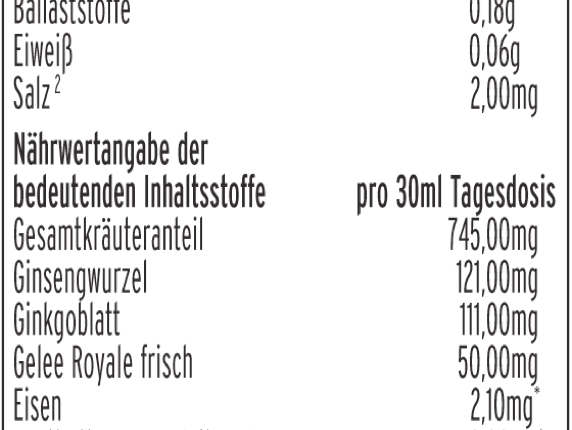 Ballaststoffe 0,18g
Eiweiß 0,06g
Salz ² 2,00mg
Nährwertangabe der
bedeutenden Inhaltsstoffe pro 30ml Tagesdosis
Gesamtkräuteranteil 745,00mg
Ginsengwurzel 121,00mg
Ginkgoblatt 111,00mg
Gelee Royale frisch 50,00mg
Eisen 2,10mg*